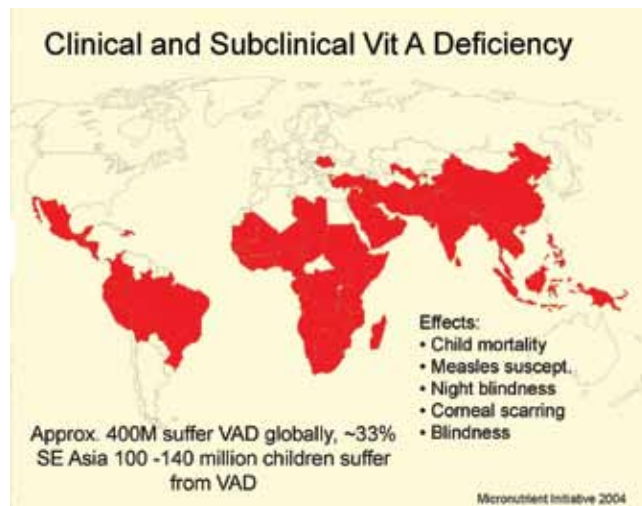 Clinical and Subclinical Vit A Deficiency
Effects:
• Child mortality
• Measles suscept.
• Night blindness
• Corneal scarring
• Blindness
Approx. 400M suffer VAD globally, ~33%
SE Asia 100 -140 million children suffer
from VAD
Micronutrient Initiative 2004